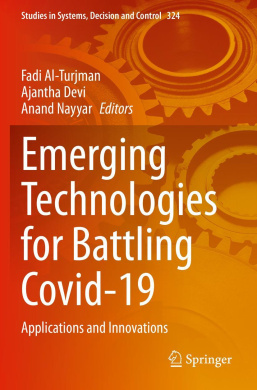 Studies in Systems, Decision and Control 324
Fadi Al-Turjman
Ajantha Devi
Anand Nayyar Editors
Emerging
Technologies
for Battling
Covid-19
Applications and Innovations
Springer